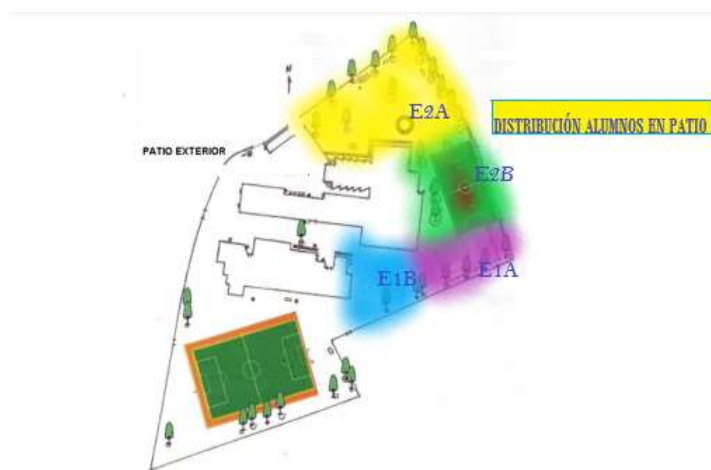 N
E2A
DISTRIBUCIÓN ALUMNOS EN PATIO
PATIO EXTERIOR
E2B
E1A
E1B